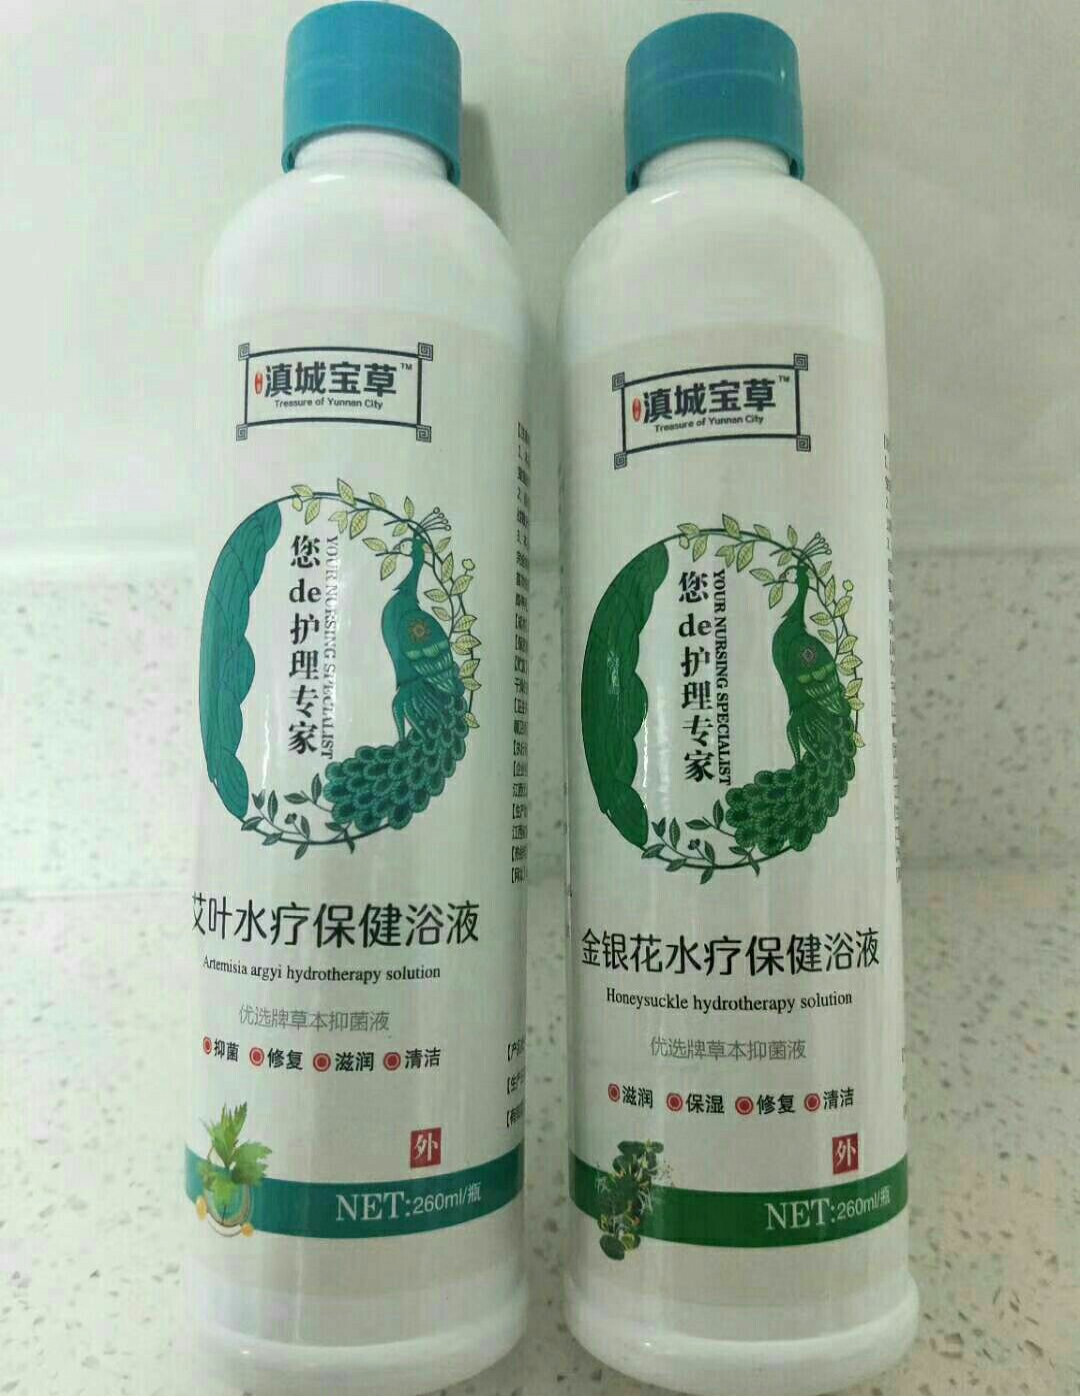 滇城宝草™
Treasure of Yunnan City
您de护理专家
YOUR NURSING SPECIALIST
艾叶水疗保健浴液
Artemisia argyi hydrotherapy solution
优选牌草本抑菌液
抑菌 修复 滋润 清洁
外
NET:260ml/瓶
滇城宝草™
Treasure of Yunnan City
您de护理专家
YOUR NURSING SPECIALIST
金银花水疗保健浴液
Honeysuckle hydrotherapy solution
优选牌草本抑菌液
滋润 保湿 修复 清洁
外
NET:260ml/瓶